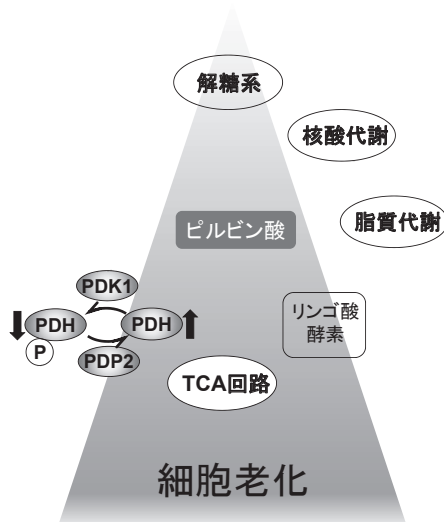 解糖系
核酸代謝
脂質代謝
ピルビン酸
PDK1
PDH
P
PDH
PDP2
リンゴ酸
酵素
TCA回路
細胞老化